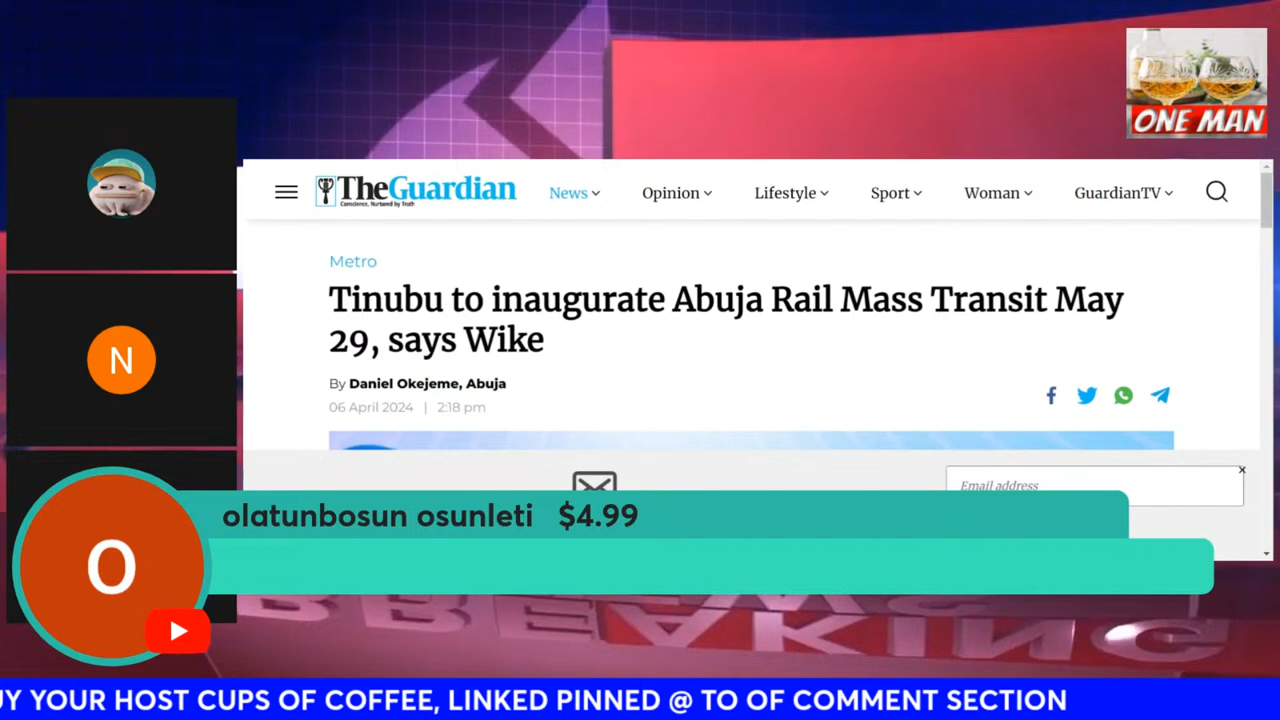 ONE MAN
TheGuardian
Conscience, Nurtured by Truth
News
Opinion
Lifestyle
Sport
Woman
GuardianTV
Metro
Tinubu to inaugurate Abuja Rail Mass Transit May
29, says Wike
By Daniel Okejeme, Abuja
06 April 2024 | 2:18 pm
N
Email address
x
olatunbosun osunleti $4.99
O
BREAKING
UY YOUR HOST CUPS OF COFFEE, LINKED PINNED @ TO OF COMMENT SECTION